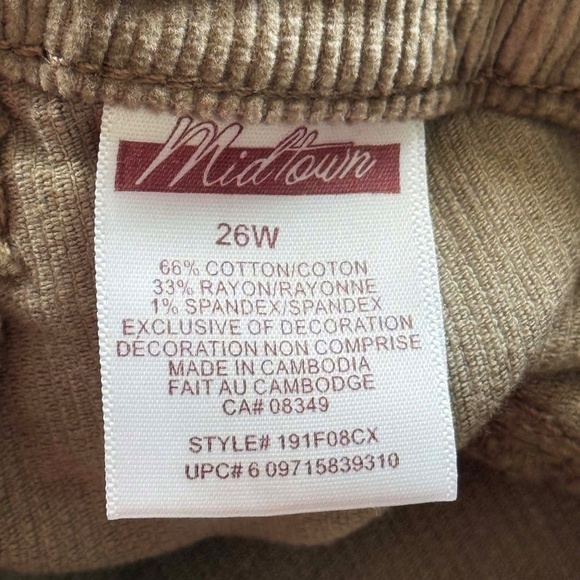 Midtown
26W
66% COTTON/COTON
33% RAYON/RAYONNE
1% SPANDEX/SPANDEX
EXCLUSIVE OF DECORATION
DÉCORATION NON COMPRISE
MADE IN CAMBODIA
FAIT AU CAMBODGE
CA# 08349
STYLE# 191F08CX
UPC# 6 09715839310